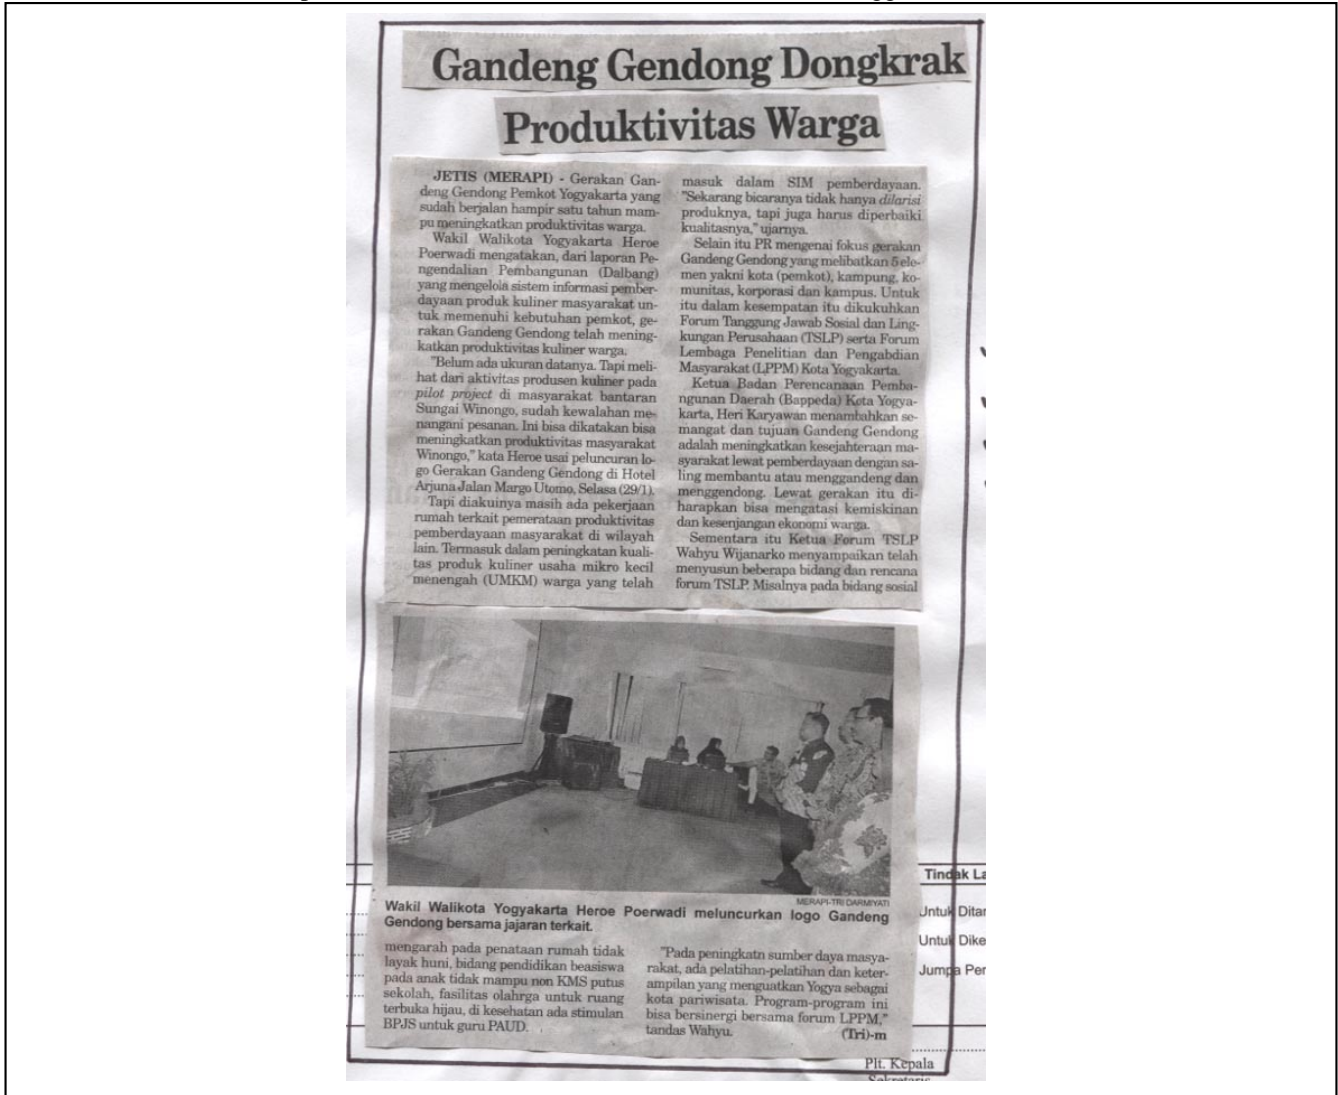 Gandeng Gendong Dongkrak
Produktivitas Warga
JETIS (MERAPI) - Gerakan Gan-
deng Gendong Pemkot Yogyakarta yang
sudah berjalan hampir satu tahun mam-
pu meningkatkan produktivitas warga.
Wakil Walikota Yogyakarta Heroe
Poerwadi mengatakan, dari laporan Pe-
ngendalian Pembangunan (Dalbang)
yang mengelola sistem informasi pember-
dayaan produk kuliner masyarakat un-
tuk memenuhi kebutuhan pemkot, ge-
rakan Gandeng Gendong telah mening-
katkan produktivitas kuliner warga.
"Belum ada ukuran datanya. Tapi meli-
hat dari aktivitas produsen kuliner pada
pilot project di masyarakat bantaran
Sungai Winongo, sudah kewalahan me-
nangani pesanan. Ini bisa dikatakan bisa
meningkatkan produktivitas masyarakat
Winongo," kata Heroe usai peluncuran lo-
go Gerakan Gandeng Gendong di Hotel
Arjuna Jalan Margo Utomo, Selasa (29/1).
Tapi diakuinya masih ada pekerjaan
rumah terkait pemerataan produktivitas
pemberdayaan masyarakat di wilayah
lain. Termasuk dalam peningkatan kuali-
tas produk kuliner usaha mikro kecil
menengah (UMKM) warga yang telah
masuk dalam SIM pemberdayaan.
"Sekarang bicaranya tidak hanya dilarisi
produknya, tapi juga harus diperbaiki
kualitasnya," ujarnya.
Selain itu PR mengenai fokus gerakan
Gandeng Gendong yang melibatkan 5 ele-
men yakni kota (pemkot), kampung, ko-
munitas, korporasi dan kampus. Untuk
itu dalam kesempatan itu dikukuhkan
Forum Tanggung Jawab Sosial dan Ling-
kungan Perusahaan (TSLP) serta Forum
Lembaga Penelitian dan Pengabdian
Masyarakat (LPPM) Kota Yogyakarta.
Ketua Badan Perencanaan Pemba-
ngunan Daerah (Bappeda) Kota Yogya-
karta, Heri Karyawan menambahkan se-
mangat dan tujuan Gandeng Gendong
adalah meningkatkan kesejahteraan ma-
syarakat lewat pemberdayaan dengan sa-
ling membantu atau menggandeng dan
menggendong. Lewat gerakan itu di-
harapkan bisa mengatasi kemiskinan
dan kesenjangan ekonomi warga.
Sementara itu Ketua Forum TSLP
Wahyu Wijanarko menyampaikan telah
menyusun beberapa bidang dan rencana
forum TSLP. Misalnya pada bidang sosial
MERAPI-TRI DARMIYATI
Wakil Walikota Yogyakarta Heroe Poerwadi meluncurkan logo Gandeng
Gendong bersama jajaran terkait.
mengarah pada penataan rumah tidak
layak huni, bidang pendidikan beasiswa
pada anak tidak mampu non KMS putus
sekolah, fasilitas olahrga untuk ruang
terbuka hijau, di kesehatan ada stimulan
BPJS untuk guru PAUD.
"Pada peningkatn sumber daya masya-
rakat, ada pelatihan-pelatihan dan keter-
ampilan yang menguatkan Yogya sebagai
kota pariwisata. Program-program ini
bisa bersinergi bersama forum LPPM,"
tandas Wahyu. (Tri)-m
Tindak La
Untuk Ditan
Untuk Dike
Jumpa Per
Plt. Kepala